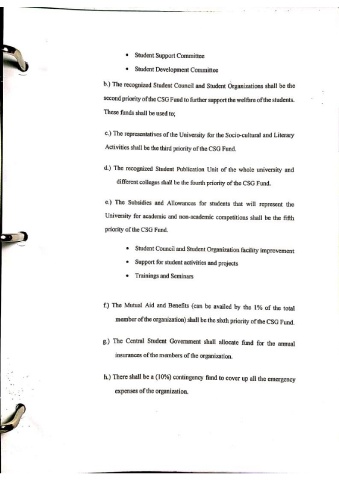 • Student Support Committee
• Student Development Committee
b.) The recognized Student Council and Student Organizations shall be the
second priority of the CSG Fund to further support the welfare of the students.
These funds shall be used to;
c.) The representatives of the University for the Socio-cultural and Literacy
Activities shall be the third priority of the CSG Fund.
d.) The recognized Student Publication Unit of the whole university and
different colleges shall be the fourth priority of the CSG Fund.
e.) The Subsidies and Allowances for students that will represent the
University for academic and non-academic competitions shall be the fifth
priority of the CSG Fund.
• Student Council and Student Organization facility improvement
• Support for student activities and projects
• Trainings and Seminars
f.) The Mutual Aid and Benefits (can be availed by the 1% of the total
member of the organization) shall be the sixth priority of the CSG Fund.
g.) The Central Student Government shall allocate fund for the annual
insurances of the members of the organization.
h.) There shall be a (10%) contingency fund to cover up all the emergency
expenses of the organization.